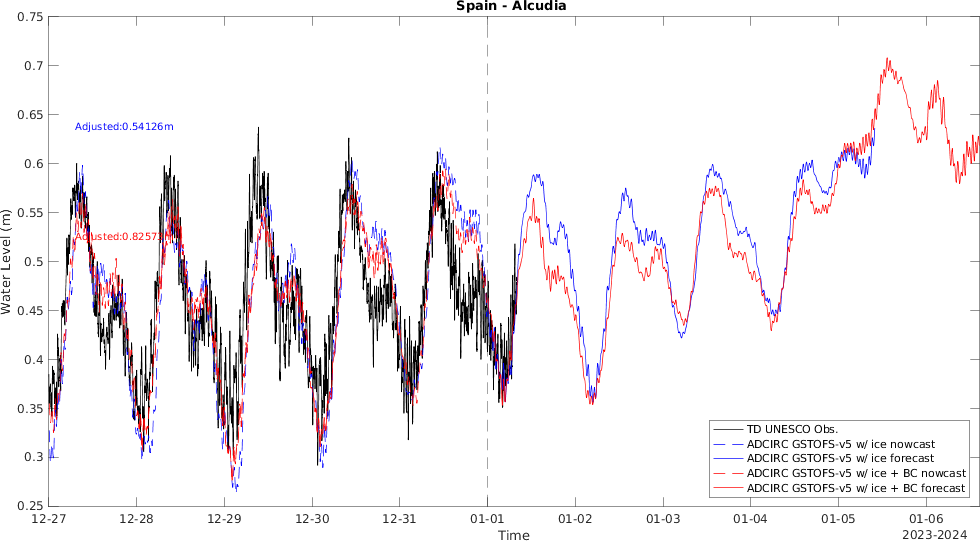 Spain - Alcudia
0.75
0.7
0.65
0.6
0.55
0.5
0.45
0.4
0.35
0.3
0.25
Water Level (m)
Adjusted:0.54126m
Adjusted:0.8257
TD UNESCO Obs.
ADCIRC GSTOFS-v5 w/ ice nowcast
ADCIRC GSTOFS-v5 w/ ice forecast
ADCIRC GSTOFS-v5 w/ ice + BC nowcast
ADCIRC GSTOFS-v5 w/ ice + BC forecast
12-27 12-28 12-29 12-30 12-31 01-01 01-02 01-03 01-04 01-05 01-06
Time
2023-2024